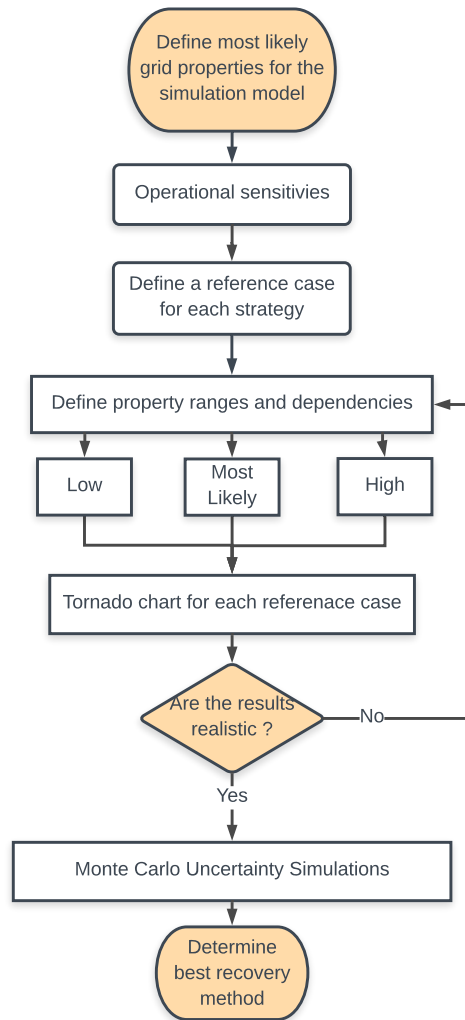 Define most likely
grid properties for the
simulation model
Operational sensitivies
Define a reference case
for each strategy
Define property ranges and dependencies
Low
Most
Likely
High
Tornado chart for each referenace case
Are the results
realistic ?
No
Yes
Monte Carlo Uncertainty Simulations
Determine
best recovery
method